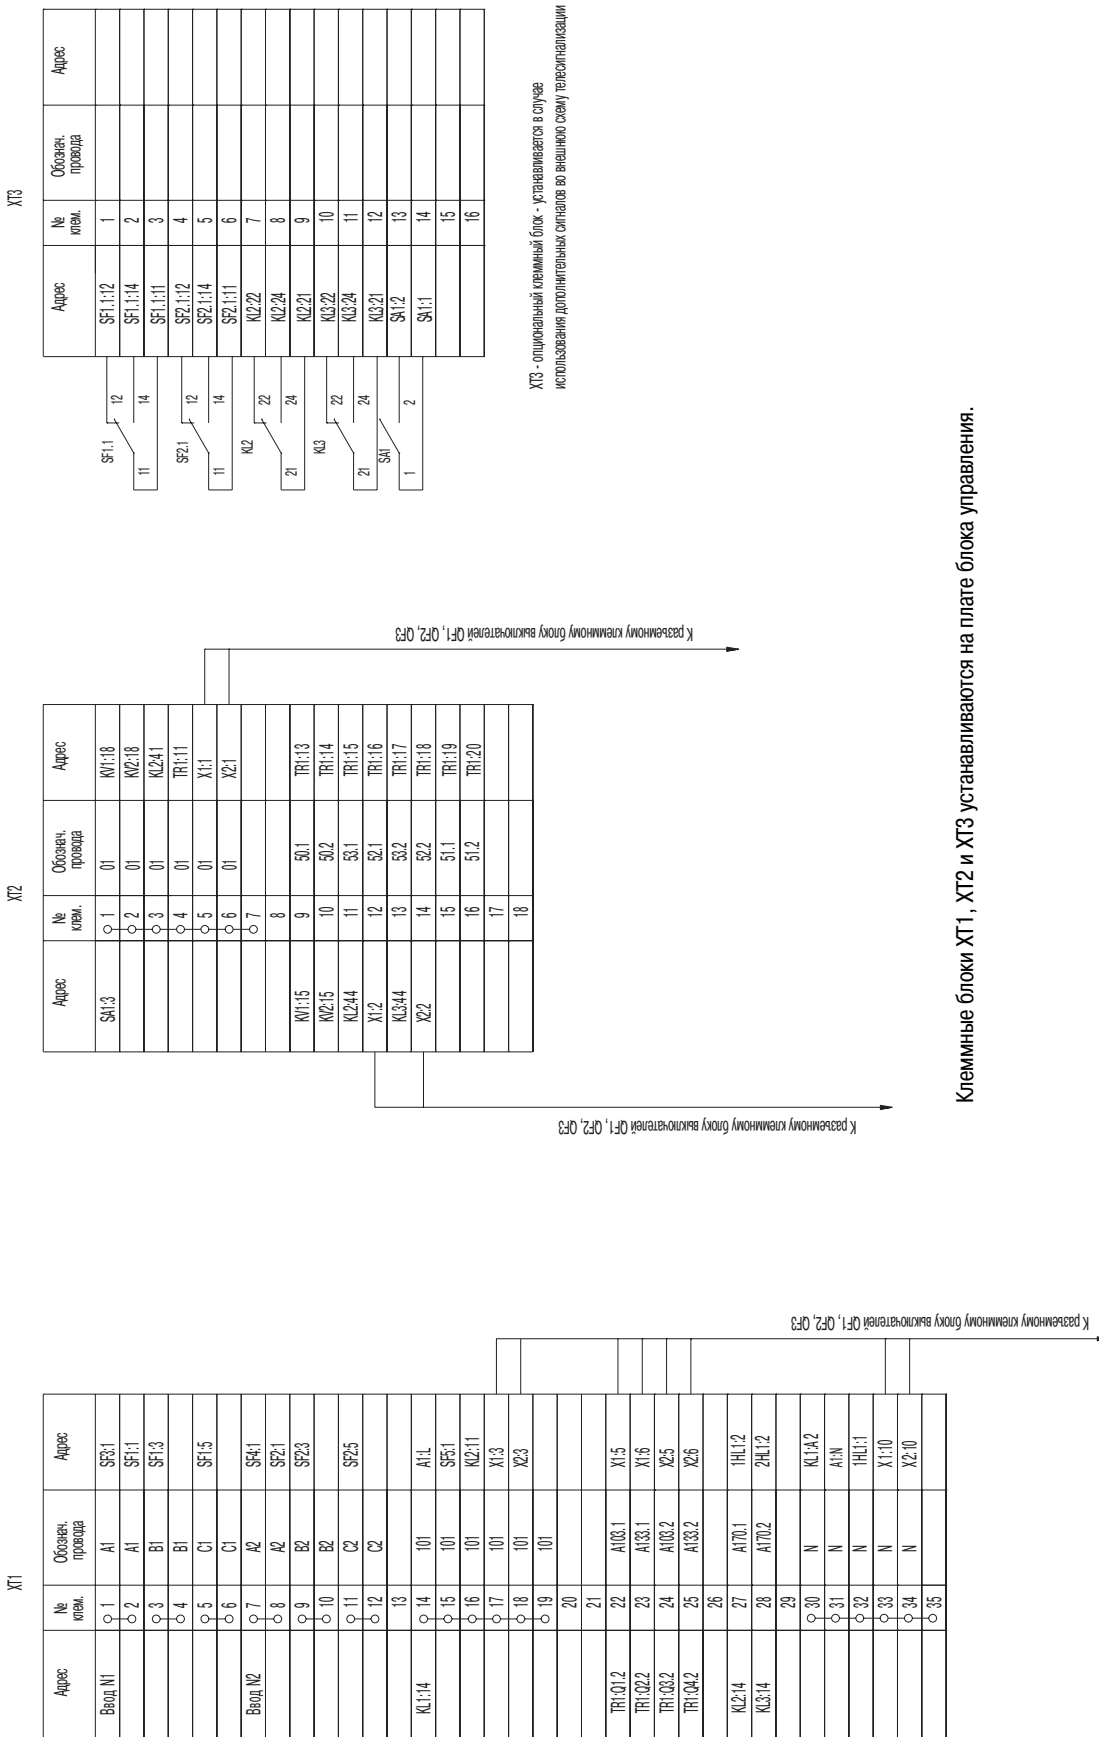 XT1
Адрес Обознач. провода № клем. Адрес
Ввод N1 1 A1 SF3:1
2 A1 SF1:1
3 B1 SF1:3
4 B1
5 C1 SF1:5
6 C1
Ввод N2 7 A2 SF4:1
8 A2 SF2:1
9 B2 SF2:3
10 B2
11 C2 SF2:5
12 C2
13
KL1:14 14 101 A1:L
15 101 SF5:1
16 101 KL2:11
17 101 X1:3
18 101 X2:3
19 101
20
21
TR1:Q1.2 22 A103.1 X1:5
TR1:Q2.2 23 A133.1 X1:6
TR1:Q3.2 24 A103.2 X2:5
TR1:Q4.2 25 A133.2 X2:6
26
KL2:14 27 A170.1 1HL1:2
KL3:14 28 A170.2 2HL1:2
29
30 N KL1:A2
31 N A1:N
32 N 1HL1:1
33 N X1:10
34 N X2:10
35
К разъемному клеммному блоку выключателей QF1, QF2, QF3
XT2
Адрес № клем. Обознач. провода Адрес
SA1:3 1 01 KV1:18
2 01 KV2:18
3 01 KL2:41
4 01 TR1:11
5 01 X1:1
6 01 X2:1
7
8
KV1:15 9 50.1 TR1:13
KV2:15 10 50.2 TR1:14
KL2:44 11 53.1 TR1:15
X1:2 12 52.1 TR1:16
KL3:44 13 53.2 TR1:17
X2:2 14 52.2 TR1:18
15 51.1 TR1:19
16 51.2 TR1:20
17
18
К разъемному клеммному блоку выключателей QF1, QF2, QF3
К разъемному клеммному блоку выключателей QF1, QF2, QF3
XT3
Адрес № клем. Обознач. провода Адрес
SF1.1:12 1
SF1.1:14 2
SF1.1:11 3
SF2.1:12 4
SF2.1:14 5
SF2.1:11 6
KL2:22 7
KL2:24 8
KL2:21 9
KL3:22 10
KL3:24 11
KL3:21 12
SA1:2 13
SA1:1 14
15
16
SF1.1 11 12 14
SF2.1 11 12 14
KL2 21 22 24
KL3 21 22 24
SA1 1 2
XT3 - опциональный клеммный блок - устанавливается в случае
использования дополнительных сигналов во внешнюю схему телесигнализации
Клеммные блоки XT1, XT2 и XT3 устанавливаются на плате блока управления.